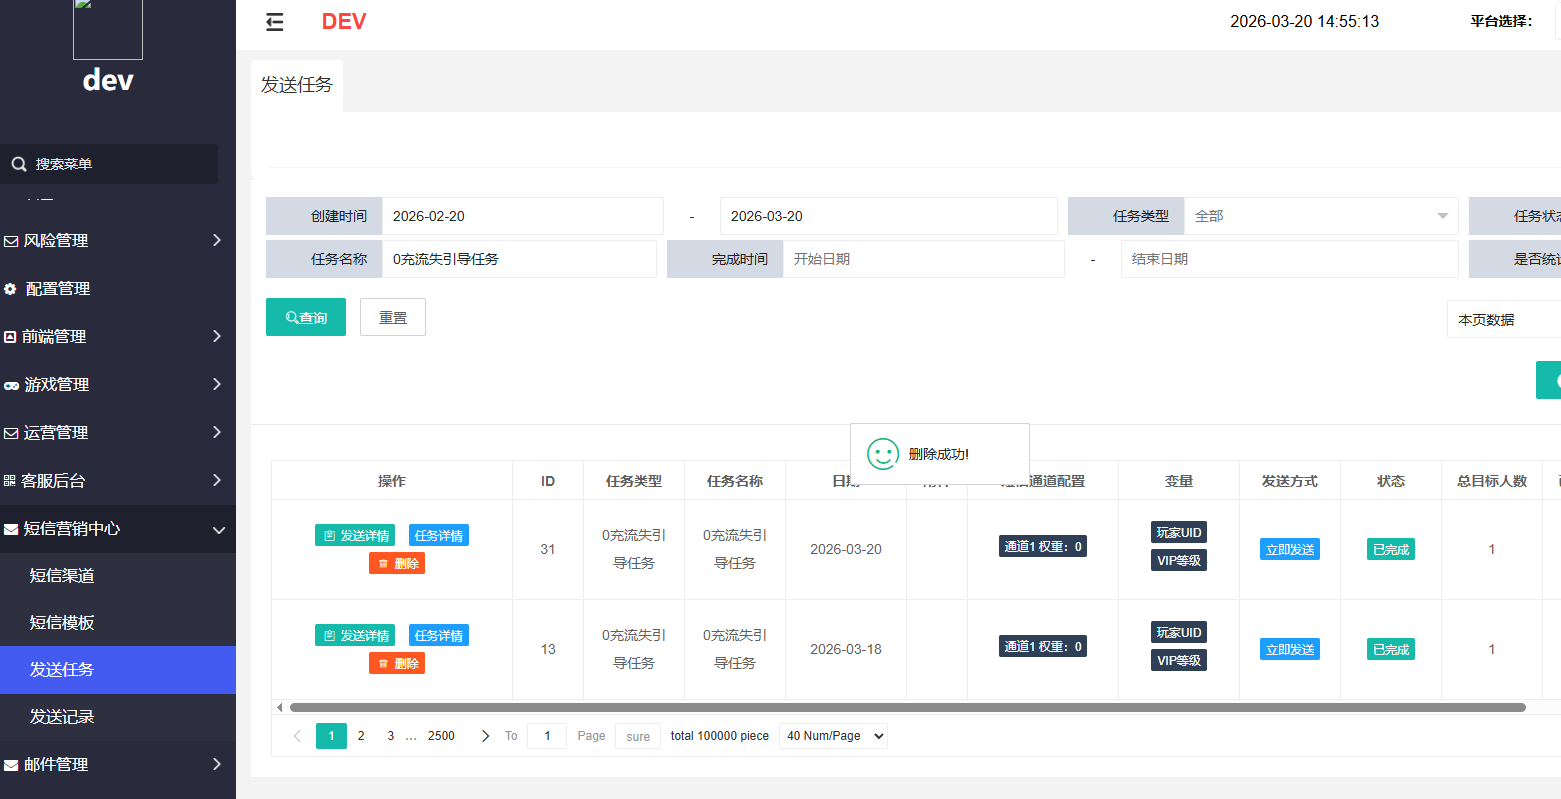 dev
搜索菜单
风险管理
配置管理
前端管理
游戏管理
运营管理
客服后台
短信营销中心
短信渠道
短信模板
发送任务
发送记录
邮件管理
DEV
2026-03-20 14:55:13
平台选择：
发送任务
创建时间 2026-02-20 - 2026-03-20 任务类型 全部 任务状
任务名称 0充流失引导任务 完成时间 开始日期 - 结束日期 是否统
查询 重置
本页数据
删除成功!
操作 ID 任务类型 任务名称 日期 通道配置 变量 发送方式 状态 总目标人数
发送详情 任务详情 删除 31 0充流失引导任务 0充流失引导任务 2026-03-20 通道1 权重：0 玩家UID VIP等级 立即发送 已完成 1
发送详情 任务详情 删除 13 0充流失引导任务 0充流失引导任务 2026-03-18 通道1 权重：0 玩家UID VIP等级 立即发送 已完成 1
1 2 3 … 2500 To 1 Page sure total 100000 piece 40 Num/Page